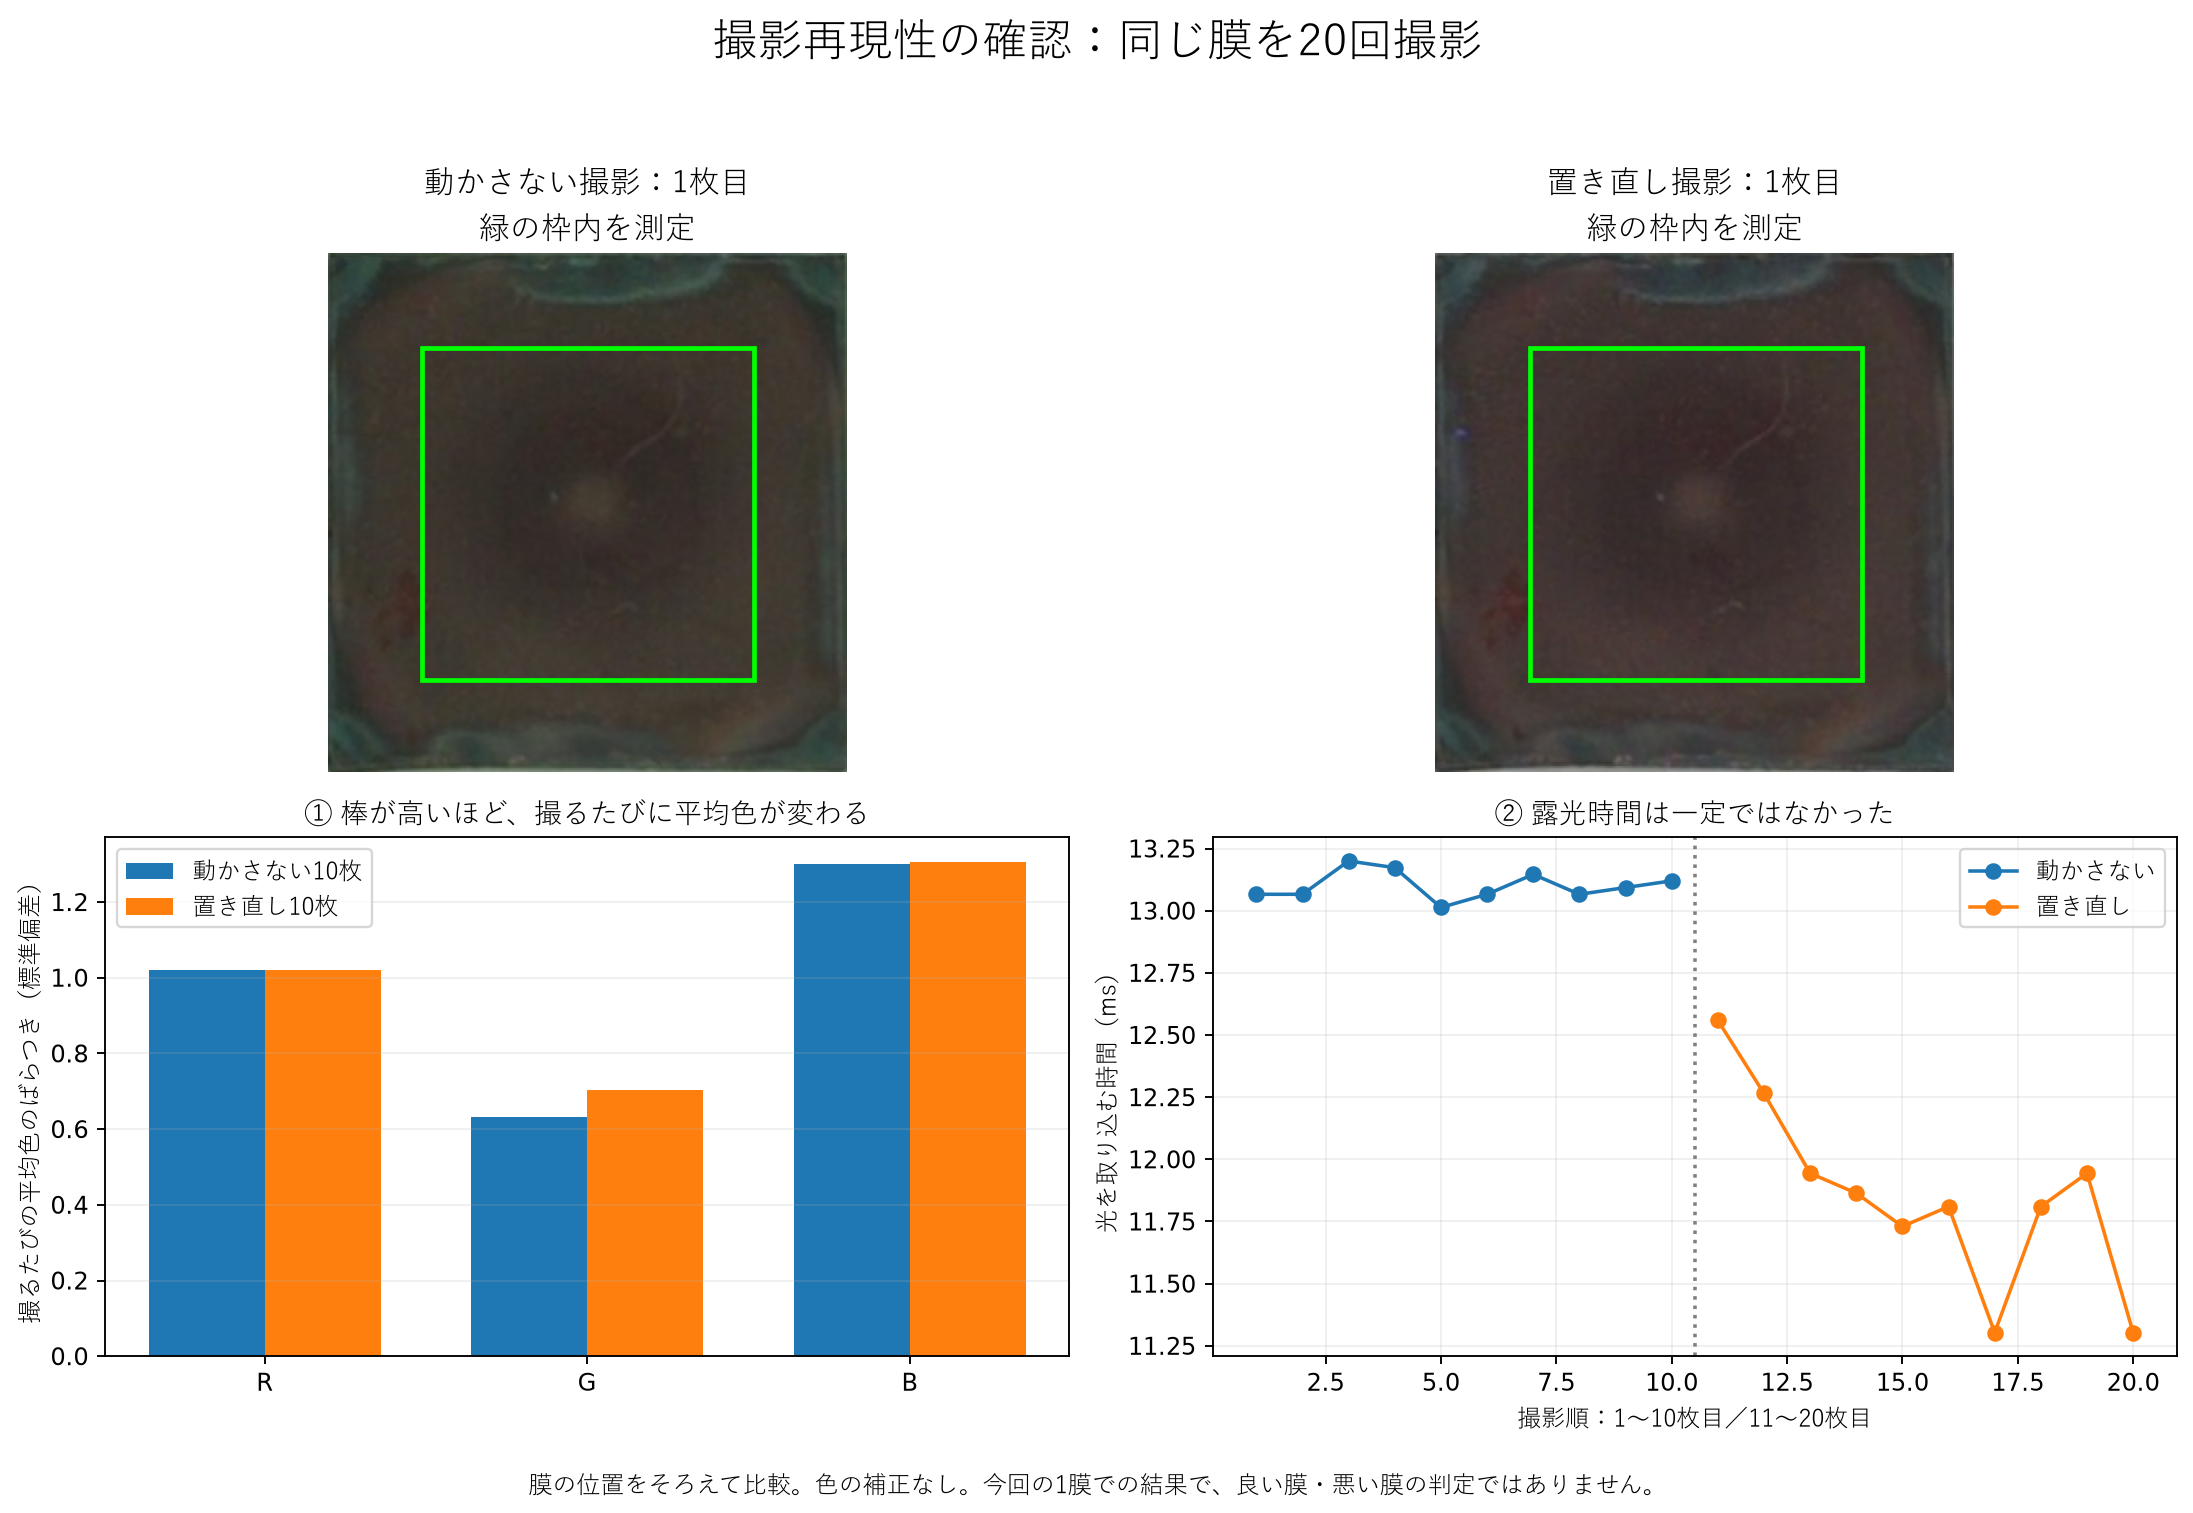 撮影再現性の確認：同じ膜を20回撮影
動かさない撮影：1枚目
緑の枠内を測定
置き直し撮影：1枚目
緑の枠内を測定
① 棒が高いほど、撮るたびに平均色が変わる
撮るたびの平均色のばらつき（標準偏差）
1.2
1.0
0.8
0.6
0.4
0.2
0.0
動かさない10枚
置き直し10枚
R G B
② 露光時間は一定ではなかった
光を取り込む時間（ms）
13.25
13.00
12.75
12.50
12.25
12.00
11.75
11.50
11.25
動かさない
置き直し
2.5 5.0 7.5 10.0 12.5 15.0 17.5 20.0
撮影順：1～10枚目／11～20枚目
膜の位置をそろえて比較。色の補正なし。今回の1膜での結果で、良い膜・悪い膜の判定ではありません。